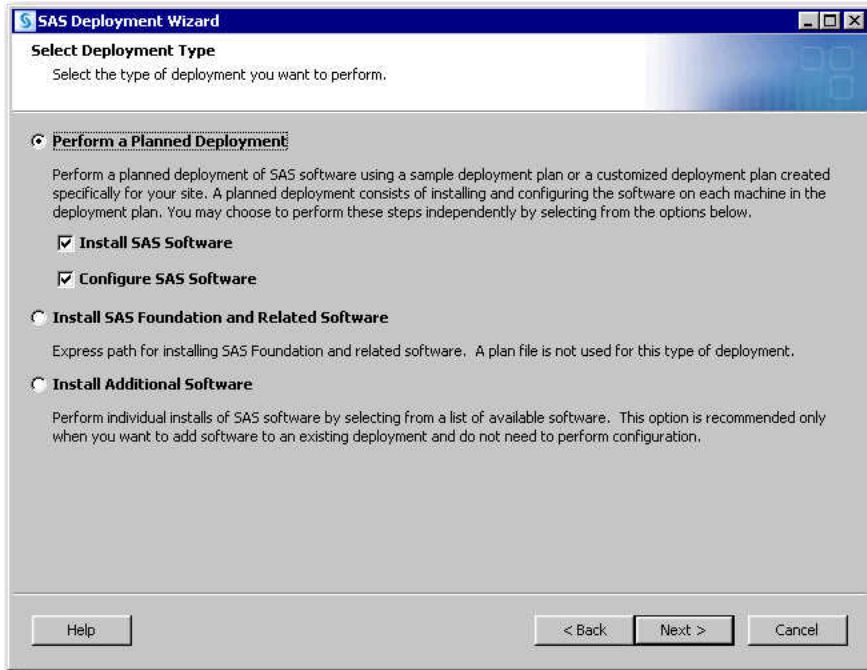 SAS Deployment Wizard
Select Deployment Type
Select the type of deployment you want to perform.
Perform a Planned Deployment
Perform a planned deployment of SAS software using a sample deployment plan or a customized deployment plan created
specifically for your site. A planned deployment consists of installing and configuring the software on each machine in the
deployment plan. You may choose to perform these steps independently by selecting from the options below.
Install SAS Software
Configure SAS Software
Install SAS Foundation and Related Software
Express path for installing SAS Foundation and related software. A plan file is not used for this type of deployment.
Install Additional Software
Perform individual installs of SAS software by selecting from a list of available software. This option is recommended only
when you want to add software to an existing deployment and do not need to perform configuration.
Help
< Back
Next >
Cancel